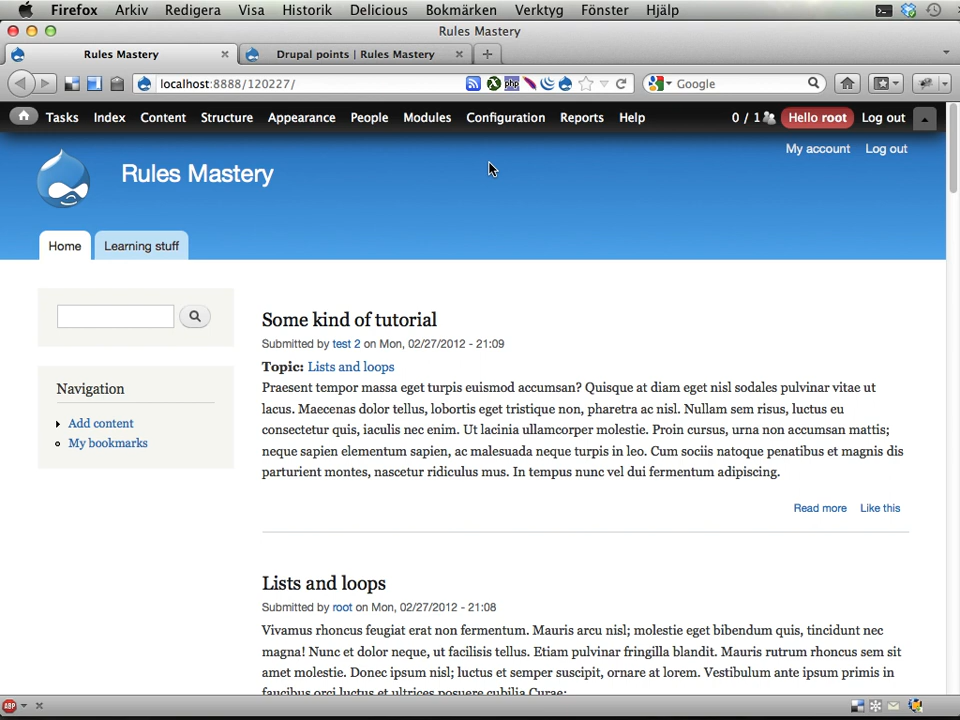 Firefox Arkiv Redigera Visa Historik Delicious Bokmärken Verktyg Fönster Hjälp
Rules Mastery
Rules Mastery Drupal points | Rules Mastery
localhost:8888/120227/ php Google
Tasks Index Content Structure Appearance People Modules Configuration Reports Help 0 / 1 Hello root Log out
My account Log out
Rules Mastery
Home Learning stuff
Some kind of tutorial
Submitted by test 2 on Mon, 02/27/2012 - 21:09
Topic: Lists and loops
Praesent tempor massa eget turpis euismod accumsan? Quisque at diam eget nisl sodales pulvinar vitae ut
lacus. Maecenas dolor tellus, lobortis eget tristique non, pharetra ac nisl. Nullam sem risus, luctus eu
consectetur quis, iaculis nec enim. Ut lacinia ullamcorper molestie. Proin cursus, urna non accumsan mattis;
neque sapien elementum sapien, ac malesuada neque turpis in leo. Cum sociis natoque penatibus et magnis dis
parturient montes, nascetur ridiculus mus. In tempus nunc vel dui fermentum adipiscing.
Read more Like this
Navigation
Add content
My bookmarks
Lists and loops
Submitted by root on Mon, 02/27/2012 - 21:08
Vivamus rhoncus feugiat erat non fermentum. Mauris arcu nisl; molestie eget bibendum quis, tincidunt nec
magna! Nunc et dolor neque, ut facilisis tellus. Etiam pulvinar fringilla blandit. Mauris rutrum rhoncus sem sit
amet molestie. Donec ipsum nisl; luctus et semper suscipit, ornare at lorem. Vestibulum ante ipsum primis in
faucibus orci luctus et ultrices posuere cubilia Curae;
ABP